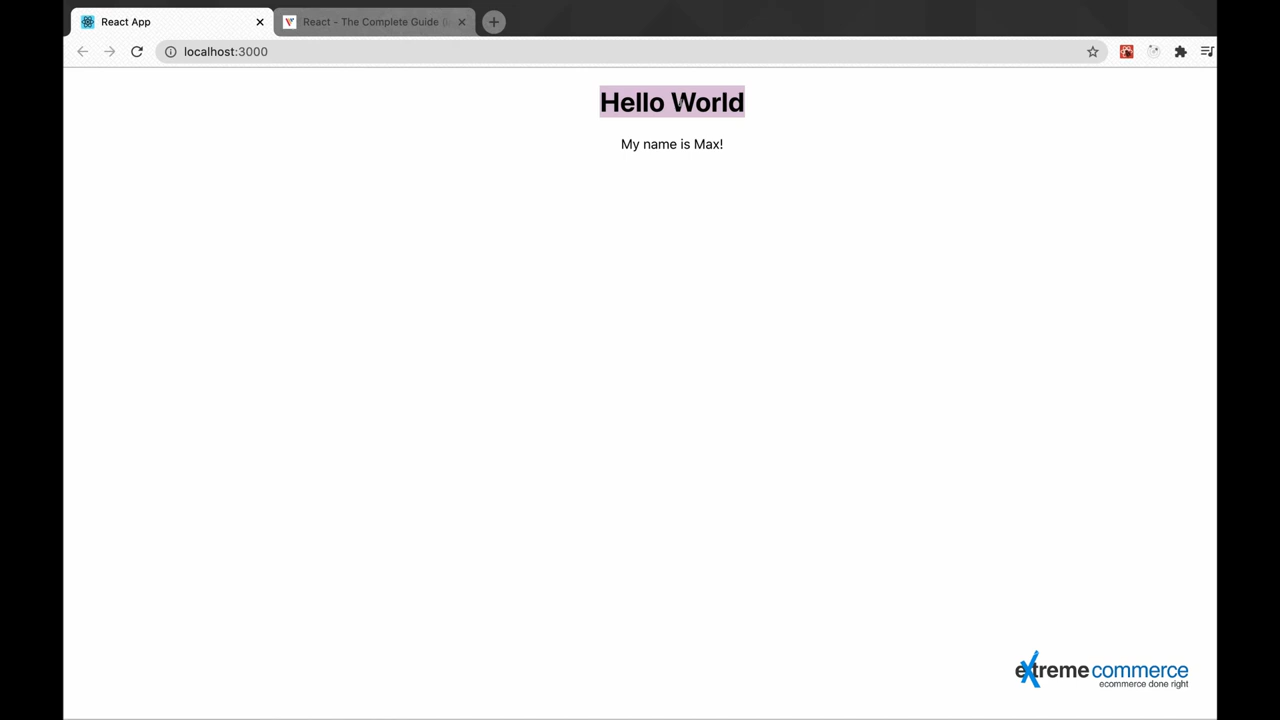 React App
React - The Complete Guide (
localhost:3000
Hello World
My name is Max!
extreme commerce
ecommerce done right